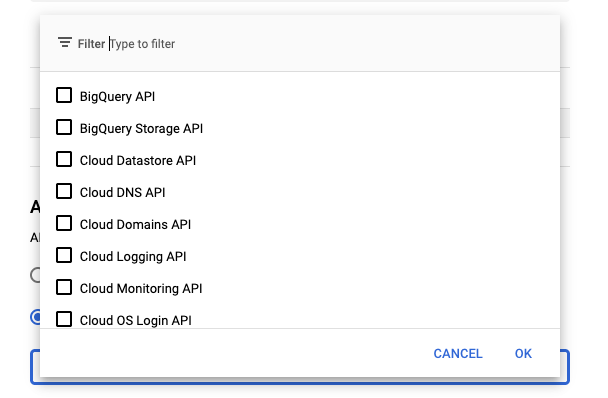 Filter Type to filter
BigQuery API
BigQuery Storage API
Cloud Datastore API
Cloud DNS API
Cloud Domains API
Cloud Logging API
Cloud Monitoring API
Cloud OS Login API
CANCEL OK